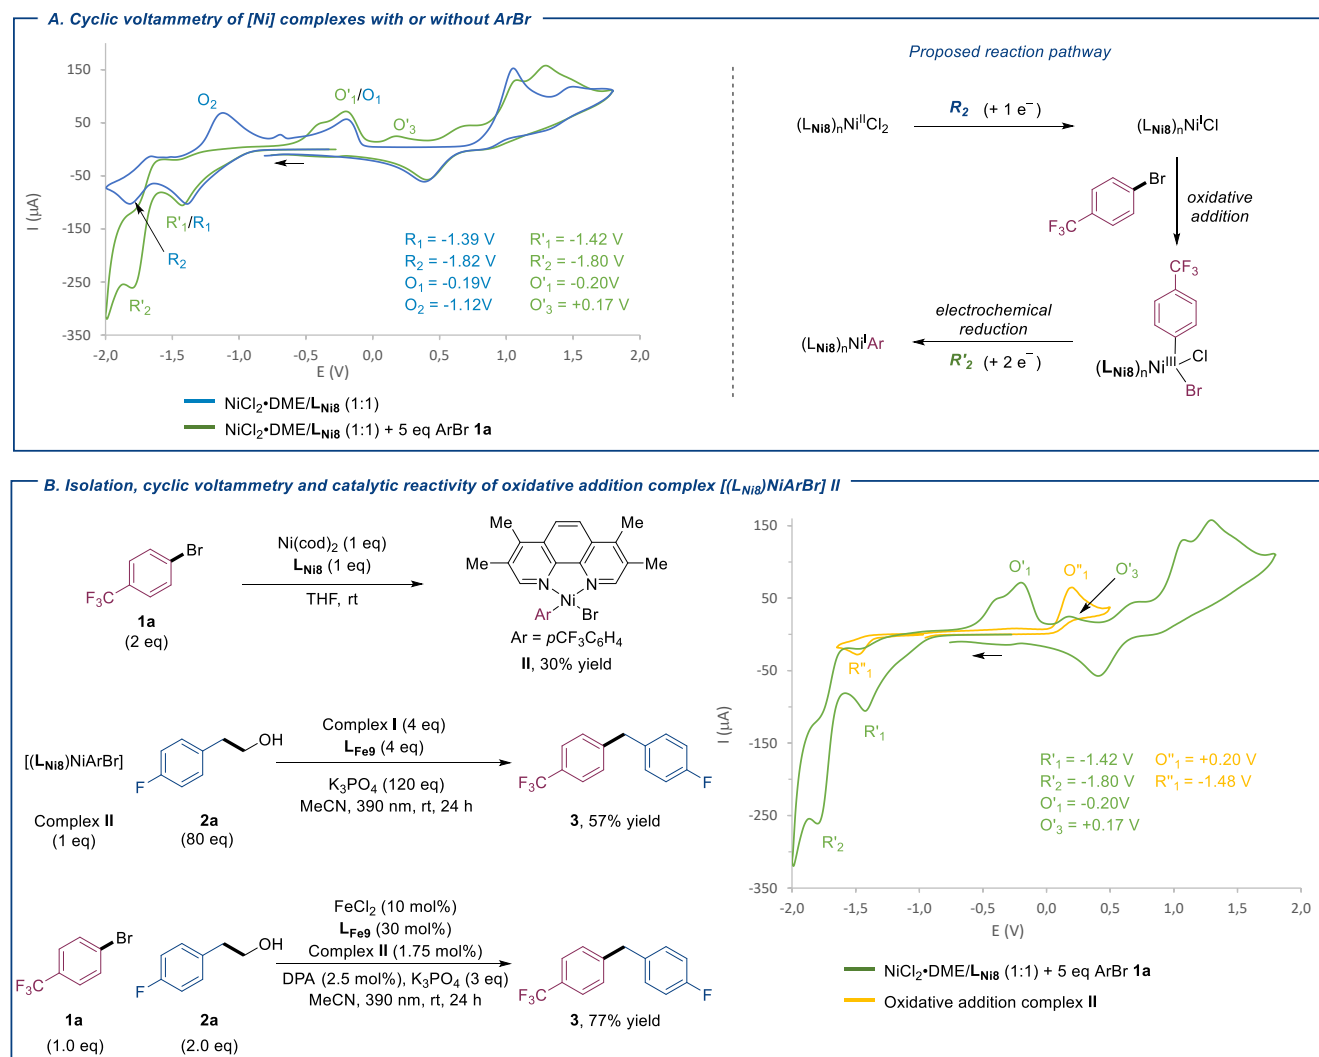 A. Cyclic voltammetry of [Ni] complexes with or without ArBr
I (µA)
150
50
-50
-150
-250
-350
-2,0 -1,5 -1,0 -0,5 0,0 0,5 1,0 1,5 2,0
E (V)
O2
O'1/O1
O'3
R'1/R1
R2
R'2
R1 = -1.39 V R'1 = -1.42 V
R2 = -1.82 V R'2 = -1.80 V
O1 = -0.19V O'1 = -0.20V
O2 = -1.12V O'3 = +0.17 V
NiCl2•DME/LNi8 (1:1)
NiCl2•DME/LNi8 (1:1) + 5 eq ArBr 1a
Proposed reaction pathway
(LNi8)nNiIICl2
R2 (+ 1 e–)
(LNi8)nNiICl
Br
F3C
oxidative
addition
CF3
(LNi8)nNiIII
Cl
Br
electrochemical
reduction
R'2 (+ 2 e–)
(LNi8)nNiIAr
B. Isolation, cyclic voltammetry and catalytic reactivity of oxidative addition complex [(LNi8)NiArBr] II
Br
F3C
1a
(2 eq)
Ni(cod)2 (1 eq)
LNi8 (1 eq)
THF, rt
Me Me
Me Me
N N
Ni
Ar Br
Ar = pCF3C6H4
II, 30% yield
[(LNi8)NiArBr]
Complex II
(1 eq)
OH
F
2a
(80 eq)
Complex I (4 eq)
LFe9 (4 eq)
K3PO4 (120 eq)
MeCN, 390 nm, rt, 24 h
F3C F
3, 57% yield
Br
F3C
1a
(1.0 eq)
OH
F
2a
(2.0 eq)
FeCl2 (10 mol%)
LFe9 (30 mol%)
Complex II (1.75 mol%)
DPA (2.5 mol%), K3PO4 (3 eq)
MeCN, 390 nm, rt, 24 h
F3C F
3, 77% yield
I (µA)
150
50
-50
-150
-250
-350
-2,0 -1,5 -1,0 -0,5 0,0 0,5 1,0 1,5 2,0
E (V)
O'1
O"1
O'3
R"1
R'1
R'2
R'1 = -1.42 V O"1 = +0.20 V
R'2 = -1.80 V R"1 = -1.48 V
O'1 = -0.20V
O'3 = +0.17 V
NiCl2•DME/LNi8 (1:1) + 5 eq ArBr 1a
Oxidative addition complex II